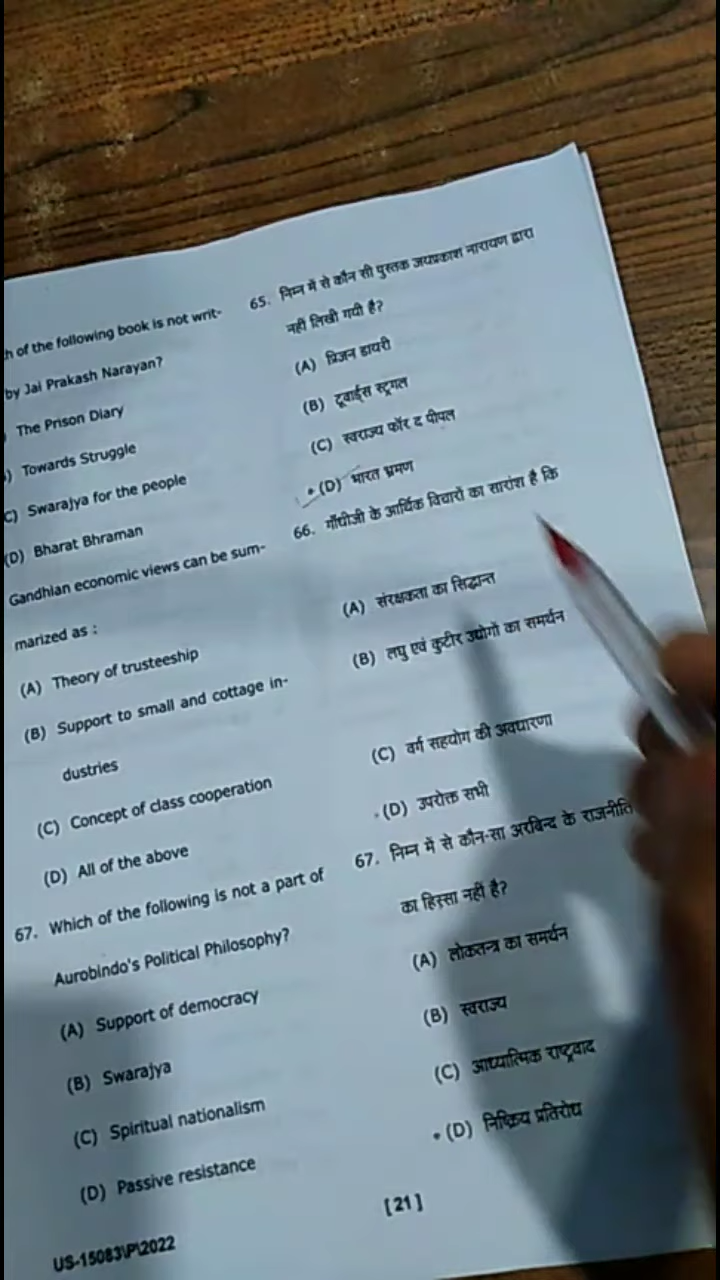 h of the following book is not writ-
by Jai Prakash Narayan?
The Prison Diary
) Towards Struggle
C) Swarajya for the people
(D) Bharat Bhraman
Gandhian economic views can be sum-
marized as :
(A) Theory of trusteeship
(B) Support to small and cottage in-
dustries
(C) Concept of class cooperation
(D) All of the above
67. Which of the following is not a part of
Aurobindo's Political Philosophy?
(A) Support of democracy
(B) Swarajya
(C) Spiritual nationalism
(D) Passive resistance
65. निम्न में से कौन सी पुस्तक जयप्रकाश नारायण द्वारा
नहीं लिखी गयी है?
(A) प्रिजन डायरी
(B) टूवार्ड्स स्ट्रगल
(C) स्वराज्य फॉर द पीपल
(D) भारत भ्रमण
66. गाँधीजी के आर्थिक विचारों का सारांश है कि
(A) संरक्षकता का सिद्धान्त
(B) लघु एवं कुटीर उद्योगों का समर्थन
(C) वर्ग सहयोग की अवधारणा
(D) उपरोक्त सभी
67. निम्न में से कौन-सा अरबिन्द के राजनीति
का हिस्सा नहीं है?
(A) लोकतन्त्र का समर्थन
(B) स्वराज्य
(C) आध्यात्मिक राष्ट्रवाद
(D) निष्क्रिय प्रतिरोध
[21]
US-15083\P\2022